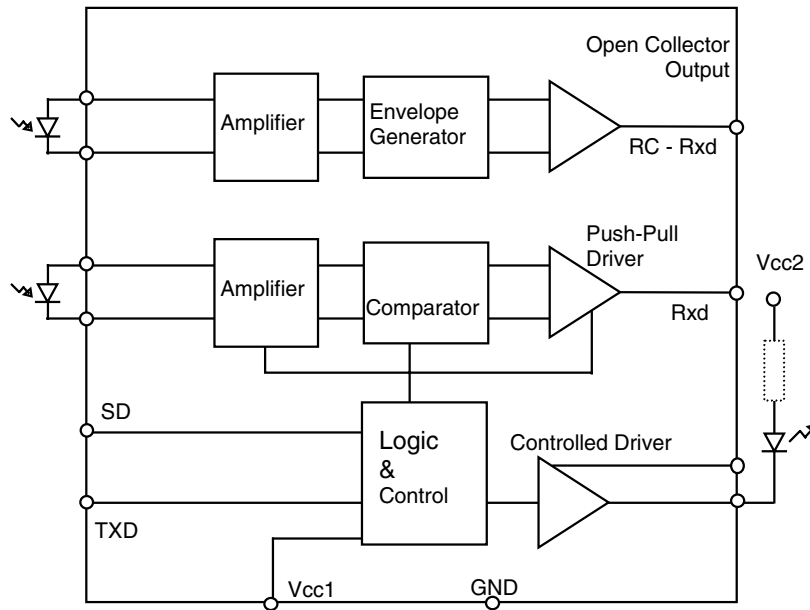 Open Collector
Output
Amplifier
Envelope
Generator
RC - Rxd
Push-Pull
Driver
Vcc2
Amplifier
Comparator
Rxd
SD
Logic
&
Control
Controlled Driver
TXD
Vcc1
GND